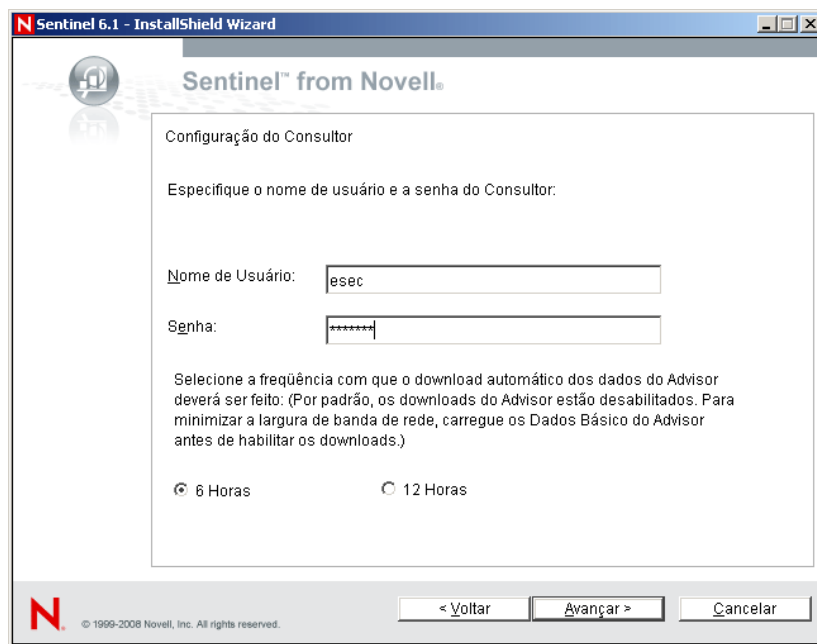 N Sentinel 6.1 - InstallShield Wizard
Sentinel™ from Novell®
Configuração do Consultor
Especifique o nome de usuário e a senha do Consultor:
Nome de Usuário:
esec
Senha:
*******
Selecione a freqüência com que o download automático dos dados do Advisor
deverá ser feito: (Por padrão, os downloads do Advisor estão desabilitados. Para
minimizar a largura de banda de rede, carregue os Dados Básico do Advisor
antes de habilitar os downloads.)
6 Horas
12 Horas
N
© 1999-2008 Novell, Inc. All rights reserved.
< Voltar
Avançar >
Cancelar